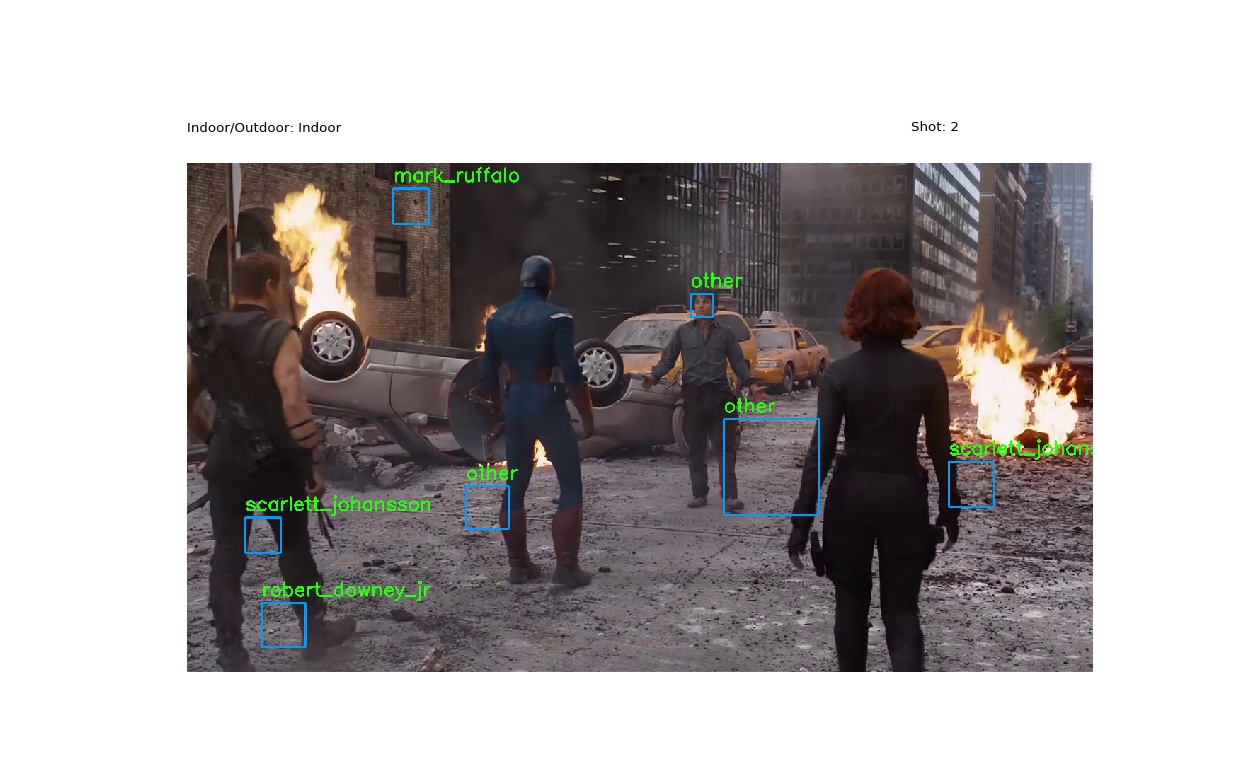 Indoor/Outdoor: Indoor
Shot: 2
mark_ruffalo
other
other
scarlett_johans
other
scarlett_johansson
robert_downey_jr